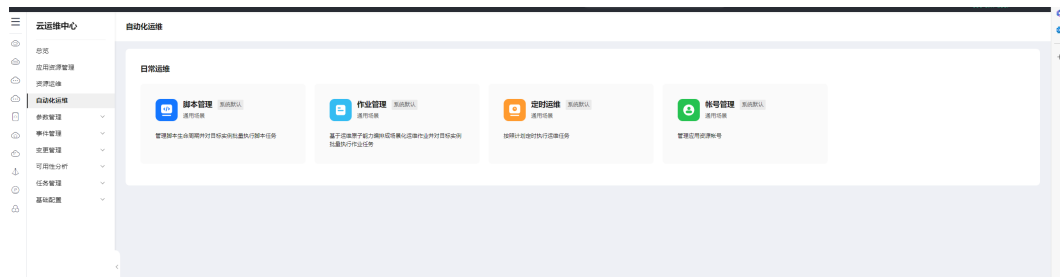 云运维中心
自动化运维
总览
应用资源管理
资源运维
自动化运维
参数管理
事件管理
变更管理
可用性分析
任务管理
基础配置
日常运维
脚本管理 系统默认
通用场景
管理脚本生命周期并对目标实例批量执行脚本任务
作业管理 系统默认
通用场景
基于运维原子能力编排成场景化运维作业并对目标实例
批量执行作业任务
定时运维 系统默认
通用场景
按照计划定时执行运维任务
帐号管理 系统默认
通用场景
管理应用资源帐号